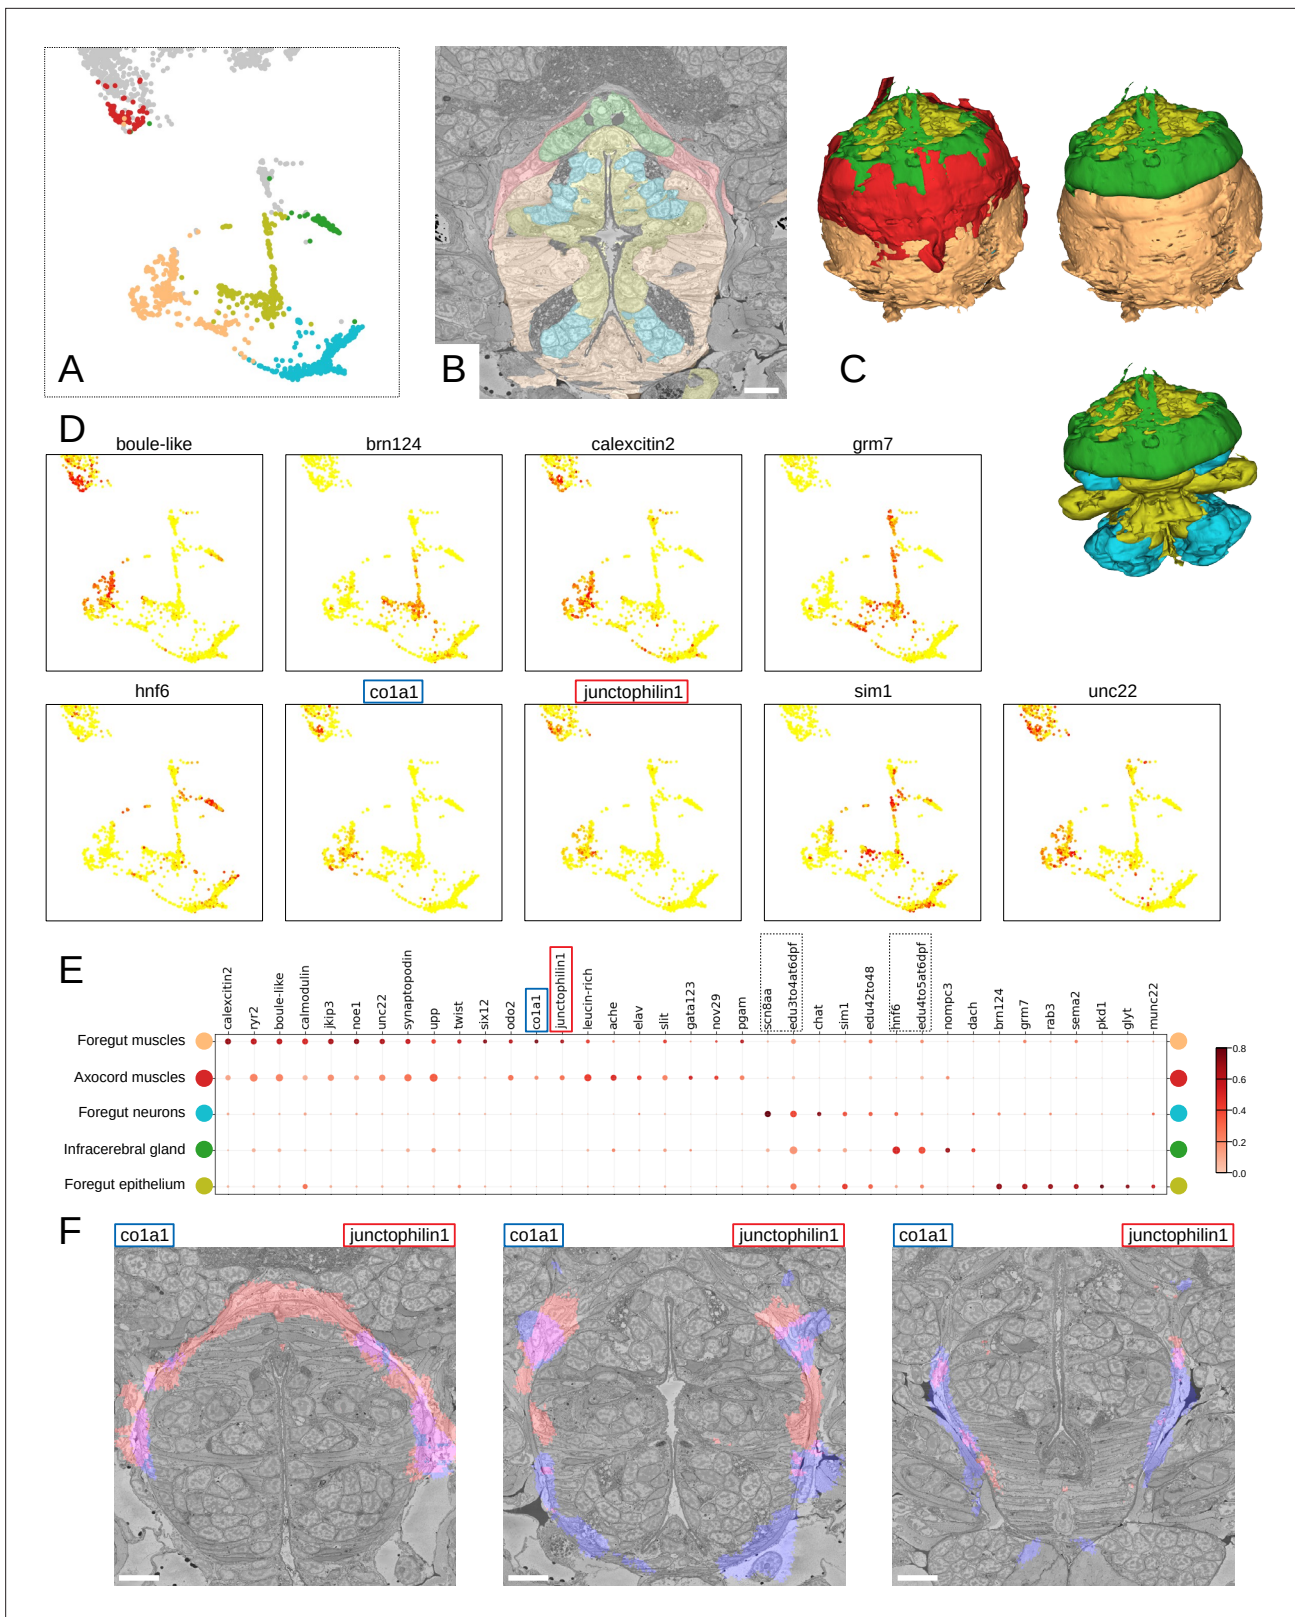 A
B
C
D
boule-like
brn124
calexcitin2
grm7
hnf6
co1a1
junctophilin1
sim1
unc22
E
calexcitin2
ryr2
boule-like
calmodulin
jkip3
noe1
unc22
synaptopodin
upp
twist
six12
odo2
co1a1
junctophilin1
leucin-rich
ache
elav
slit
gata123
nov29
pgam
scn8aa
edu3to4at6dpf
chat
sim1
edu42to48
hnf6
edu4to5at6dpf
nompc3
dach
brn124
grm7
rab3
sema2
pkd1
glyt
munc22
Foregut muscles
Axocord muscles
Foregut neurons
Infracerebral gland
Foregut epithelium
0.8
0.6
0.4
0.2
0.0
F
co1a1
junctophilin1
co1a1
junctophilin1
co1a1
junctophilin1